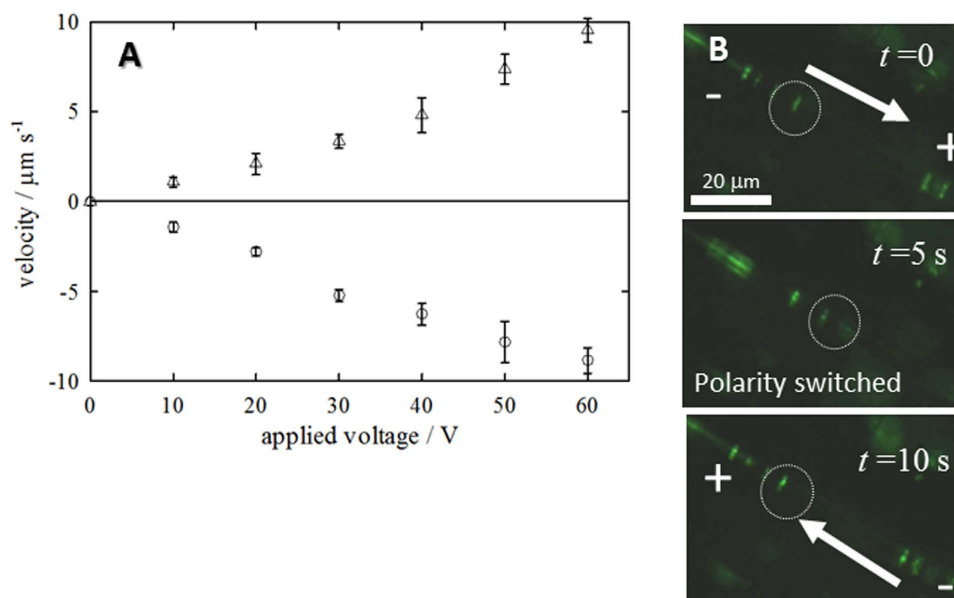 A
10
5
0
-5
-10
velocity / μm s⁻¹
0 10 20 30 40 50 60
applied voltage / V
B
t =0
-
+
20 μm
t =5 s
Polarity switched
t =10 s
+
-